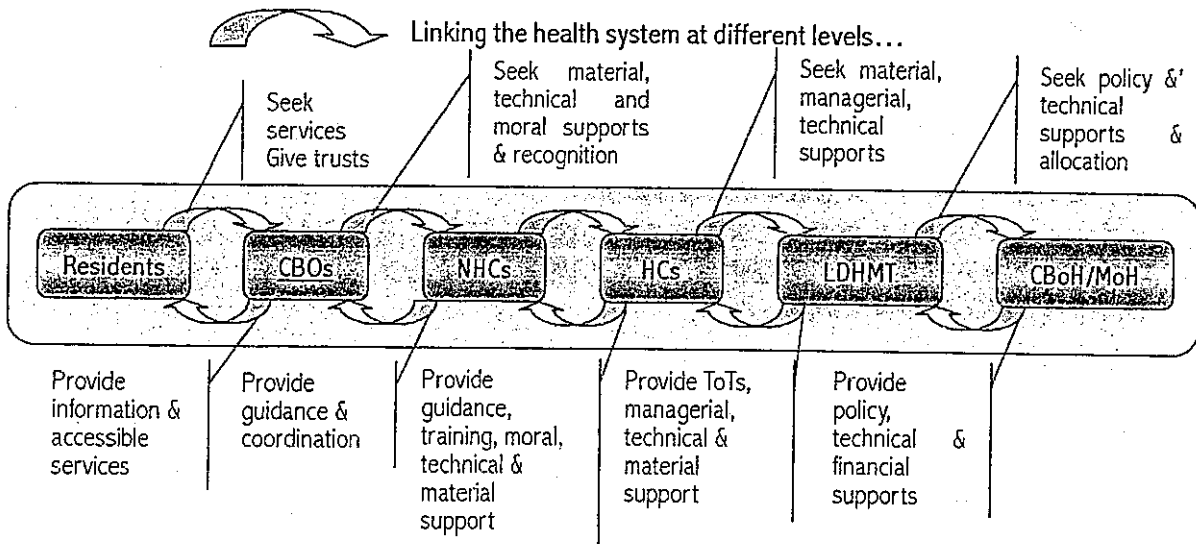 Linking the health system at different levels...
Seek
services
Give trusts
Seek material,
technical and
moral supports
& recognition
Seek material,
managerial,
technical
supports
Seek policy &'
technical
supports &
allocation
Residents
CBOs
NHCs
HCs
LDHMT
CBoH/MoH
Provide
information &
accessible
services
Provide
guidance &
coordination
Provide
guidance,
training, moral,
technical &
material
support
Provide ToTs,
managerial,
technical &
material
support
Provide
policy,
technical &
financial
supports